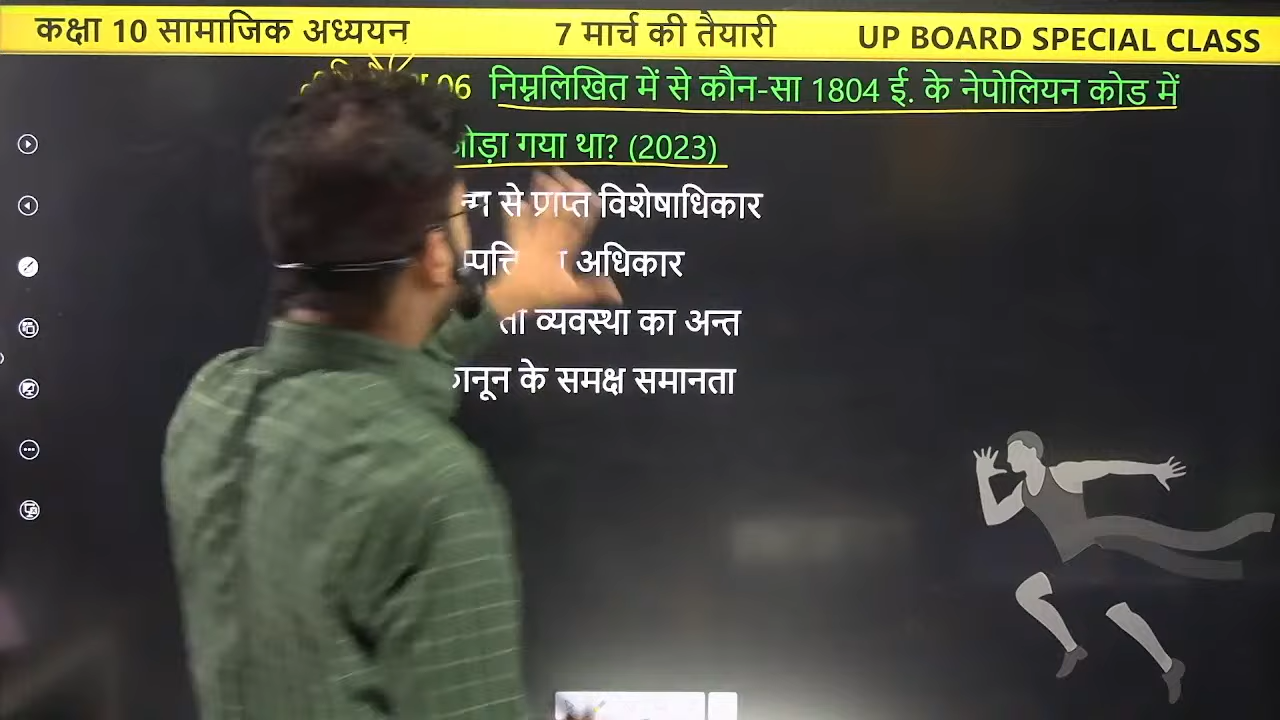 कक्षा 10 सामाजिक अध्ययन 7 मार्च की तैयारी UP BOARD SPECIAL CLASS
06 निम्नलिखित में से कौन-सा 1804 ई. के नेपोलियन कोड में
गया था? (2023)
से प्राप्त विशेषाधिकार
अधिकार
व्यवस्था का अन्त
के समक्ष समानता